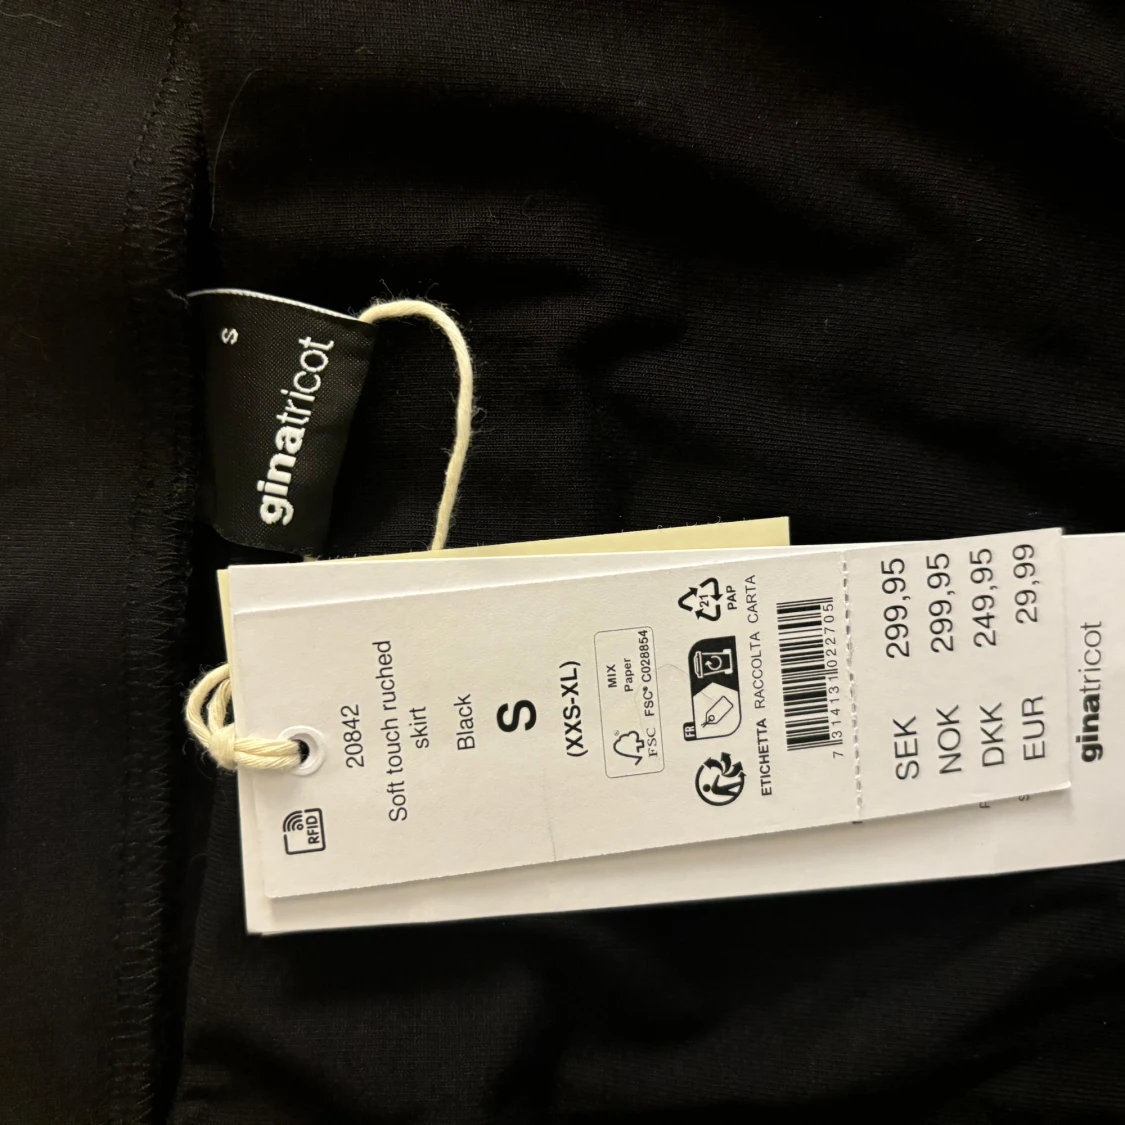 s
ginatricot
RFID
20842
Soft touch ruched
skirt
Black
S
(XXS-XL)
FSC
MIX
Paper
FSC® C028854
FR
21
PAP
ETICHETTA RACCOLTA CARTA
7 314131 022705
SEK 299,95
NOK 299,95
DKK 249,95
EUR 29,99
ginatricot